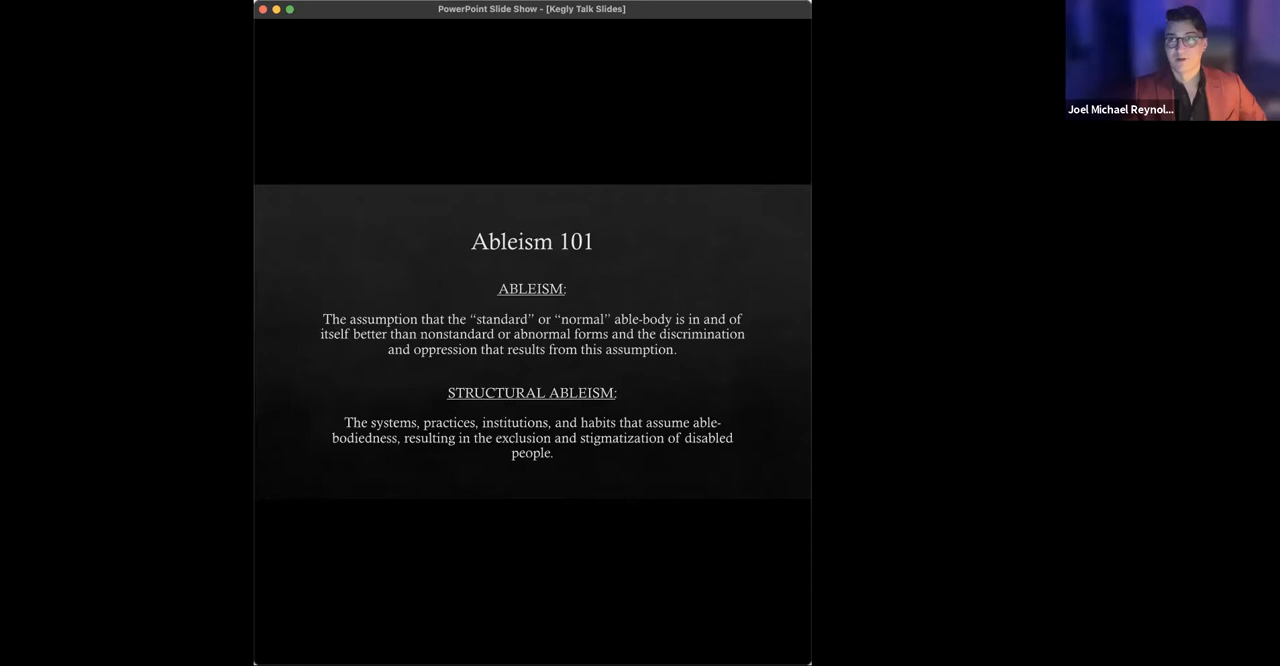 PowerPoint Slide Show - [Kegly Talk Slides]
Joel Michael Reynol...
Ableism 101
ABLEISM:
The assumption that the “standard” or “normal” able-body is in and of
itself better than nonstandard or abnormal forms and the discrimination
and oppression that results from this assumption.
STRUCTURAL ABLEISM:
The systems, practices, institutions, and habits that assume able-
bodiedness, resulting in the exclusion and stigmatization of disabled
people.